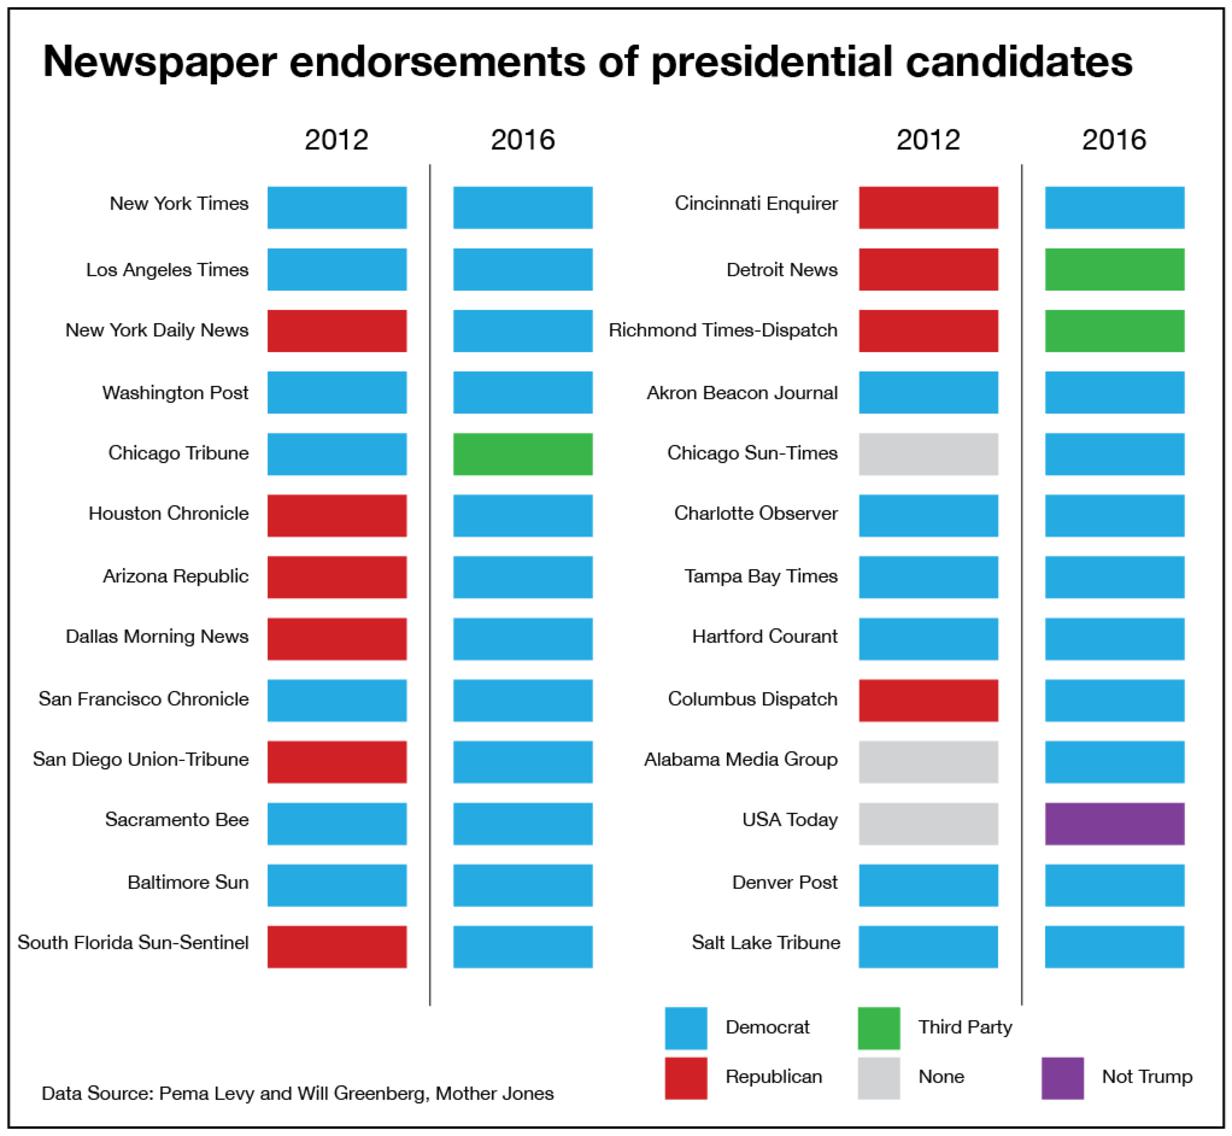 Newspaper endorsements of presidential candidates
2012 2016
New York Times
Los Angeles Times
New York Daily News
Washington Post
Chicago Tribune
Houston Chronicle
Arizona Republic
Dallas Morning News
San Francisco Chronicle
San Diego Union-Tribune
Sacramento Bee
Baltimore Sun
South Florida Sun-Sentinel
2012 2016
Cincinnati Enquirer
Detroit News
Richmond Times-Dispatch
Akron Beacon Journal
Chicago Sun-Times
Charlotte Observer
Tampa Bay Times
Hartford Courant
Columbus Dispatch
Alabama Media Group
USA Today
Denver Post
Salt Lake Tribune
Democrat Third Party
Republican None Not Trump
Data Source: Pema Levy and Will Greenberg, Mother Jones